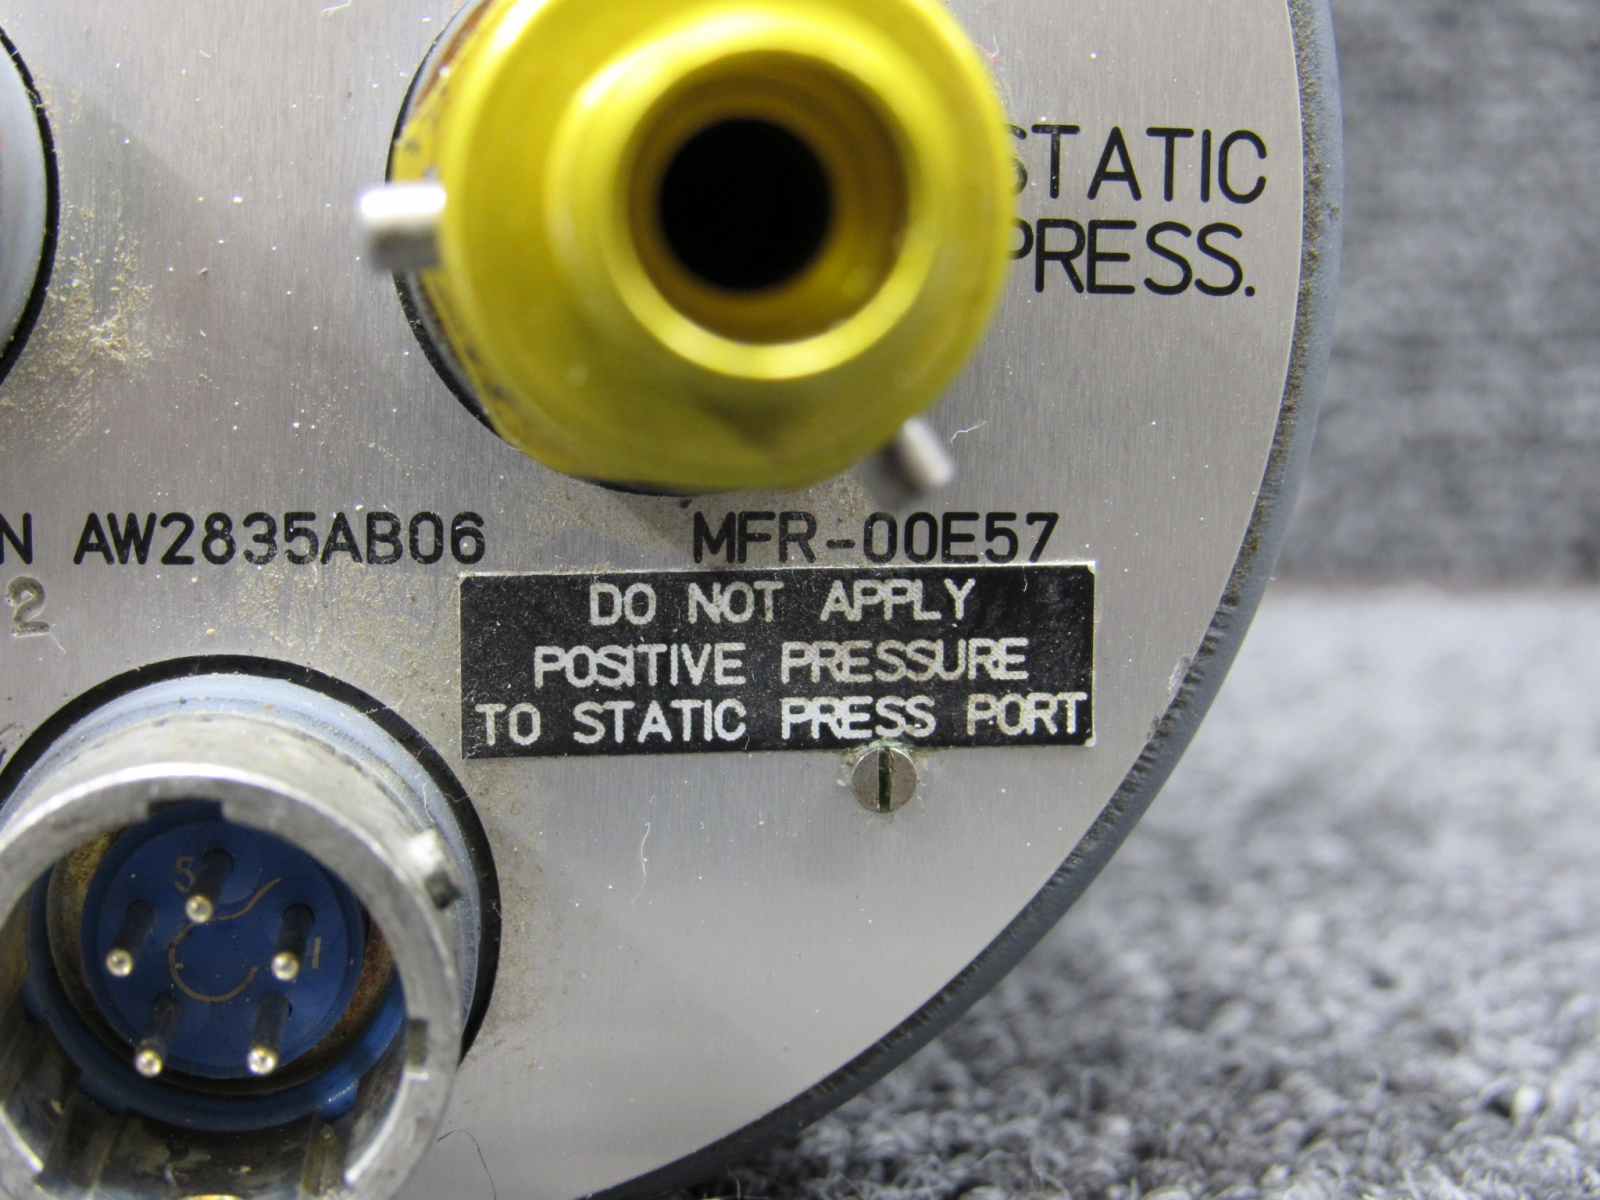 STATIC
PRESS.
N AW2835AB06 MFR-00E57
2
DO NOT APPLY
POSITIVE PRESSURE
TO STATIC PRESS PORT
5
1